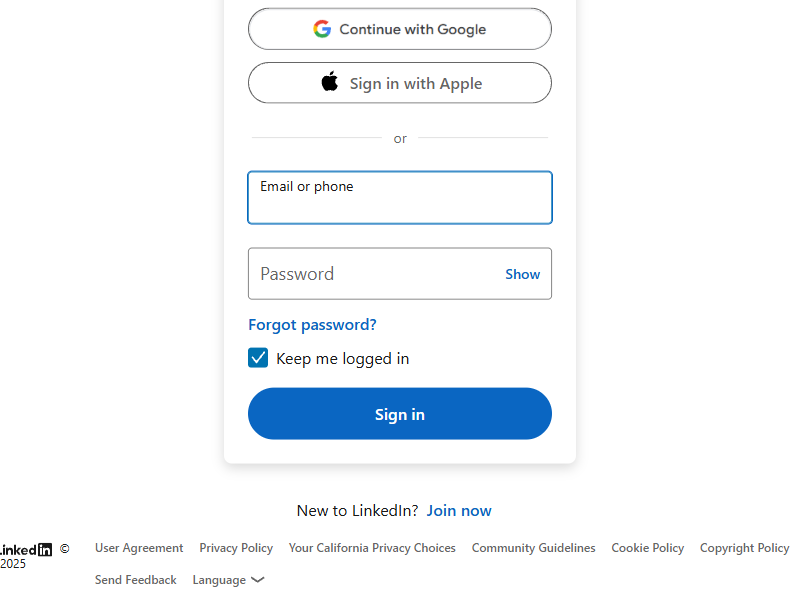 Continue with Google
Sign in with Apple
or
Email or phone
Password Show
Forgot password?
Keep me logged in
Sign in
New to LinkedIn? Join now
Linked in © 2025
User Agreement Privacy Policy Your California Privacy Choices Community Guidelines Cookie Policy Copyright Policy
Send Feedback Language